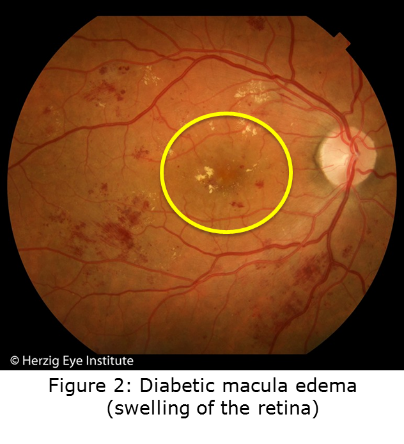 © Herzig Eye Institute
Figure 2: Diabetic macula edema
(swelling of the retina)